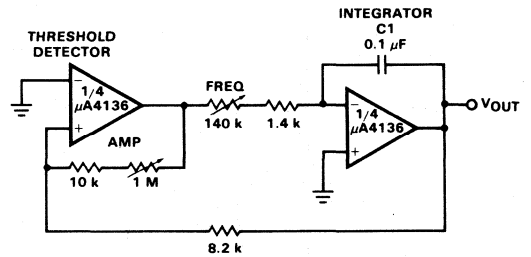 INTEGRATOR
C1
0.1 µF
THRESHOLD
DETECTOR
−
1/4
µA4136
+
AMP
10 k
1 M
FREQ
140 k
1.4 k
−
1/4
µA4136
+
VOUT
8.2 k